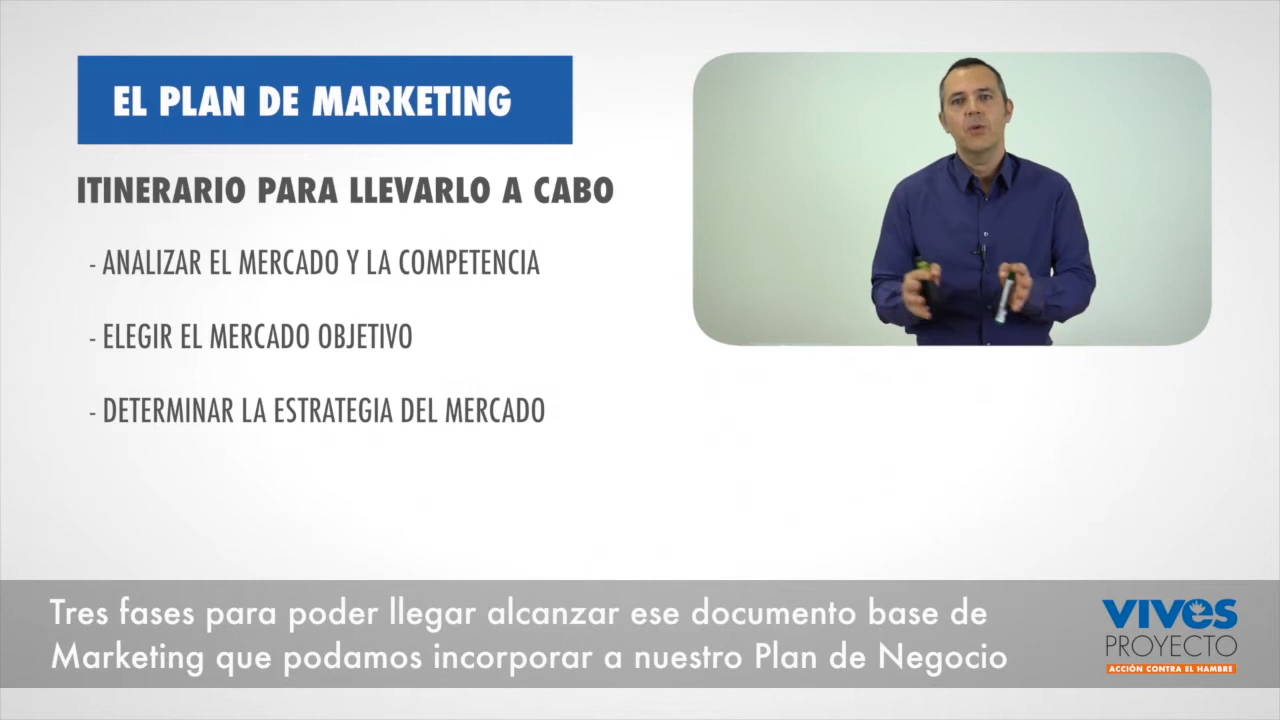 EL PLAN DE MARKETING
ITINERARIO PARA LLEVARLO A CABO
- ANALIZAR EL MERCADO Y LA COMPETENCIA
- ELEGIR EL MERCADO OBJETIVO
- DETERMINAR LA ESTRATEGIA DEL MERCADO
Tres fases para poder llegar alcanzar ese documento base de
Marketing que podamos incorporar a nuestro Plan de Negocio
VIVES
PROYECTO
ACCIÓN CONTRA EL HAMBRE